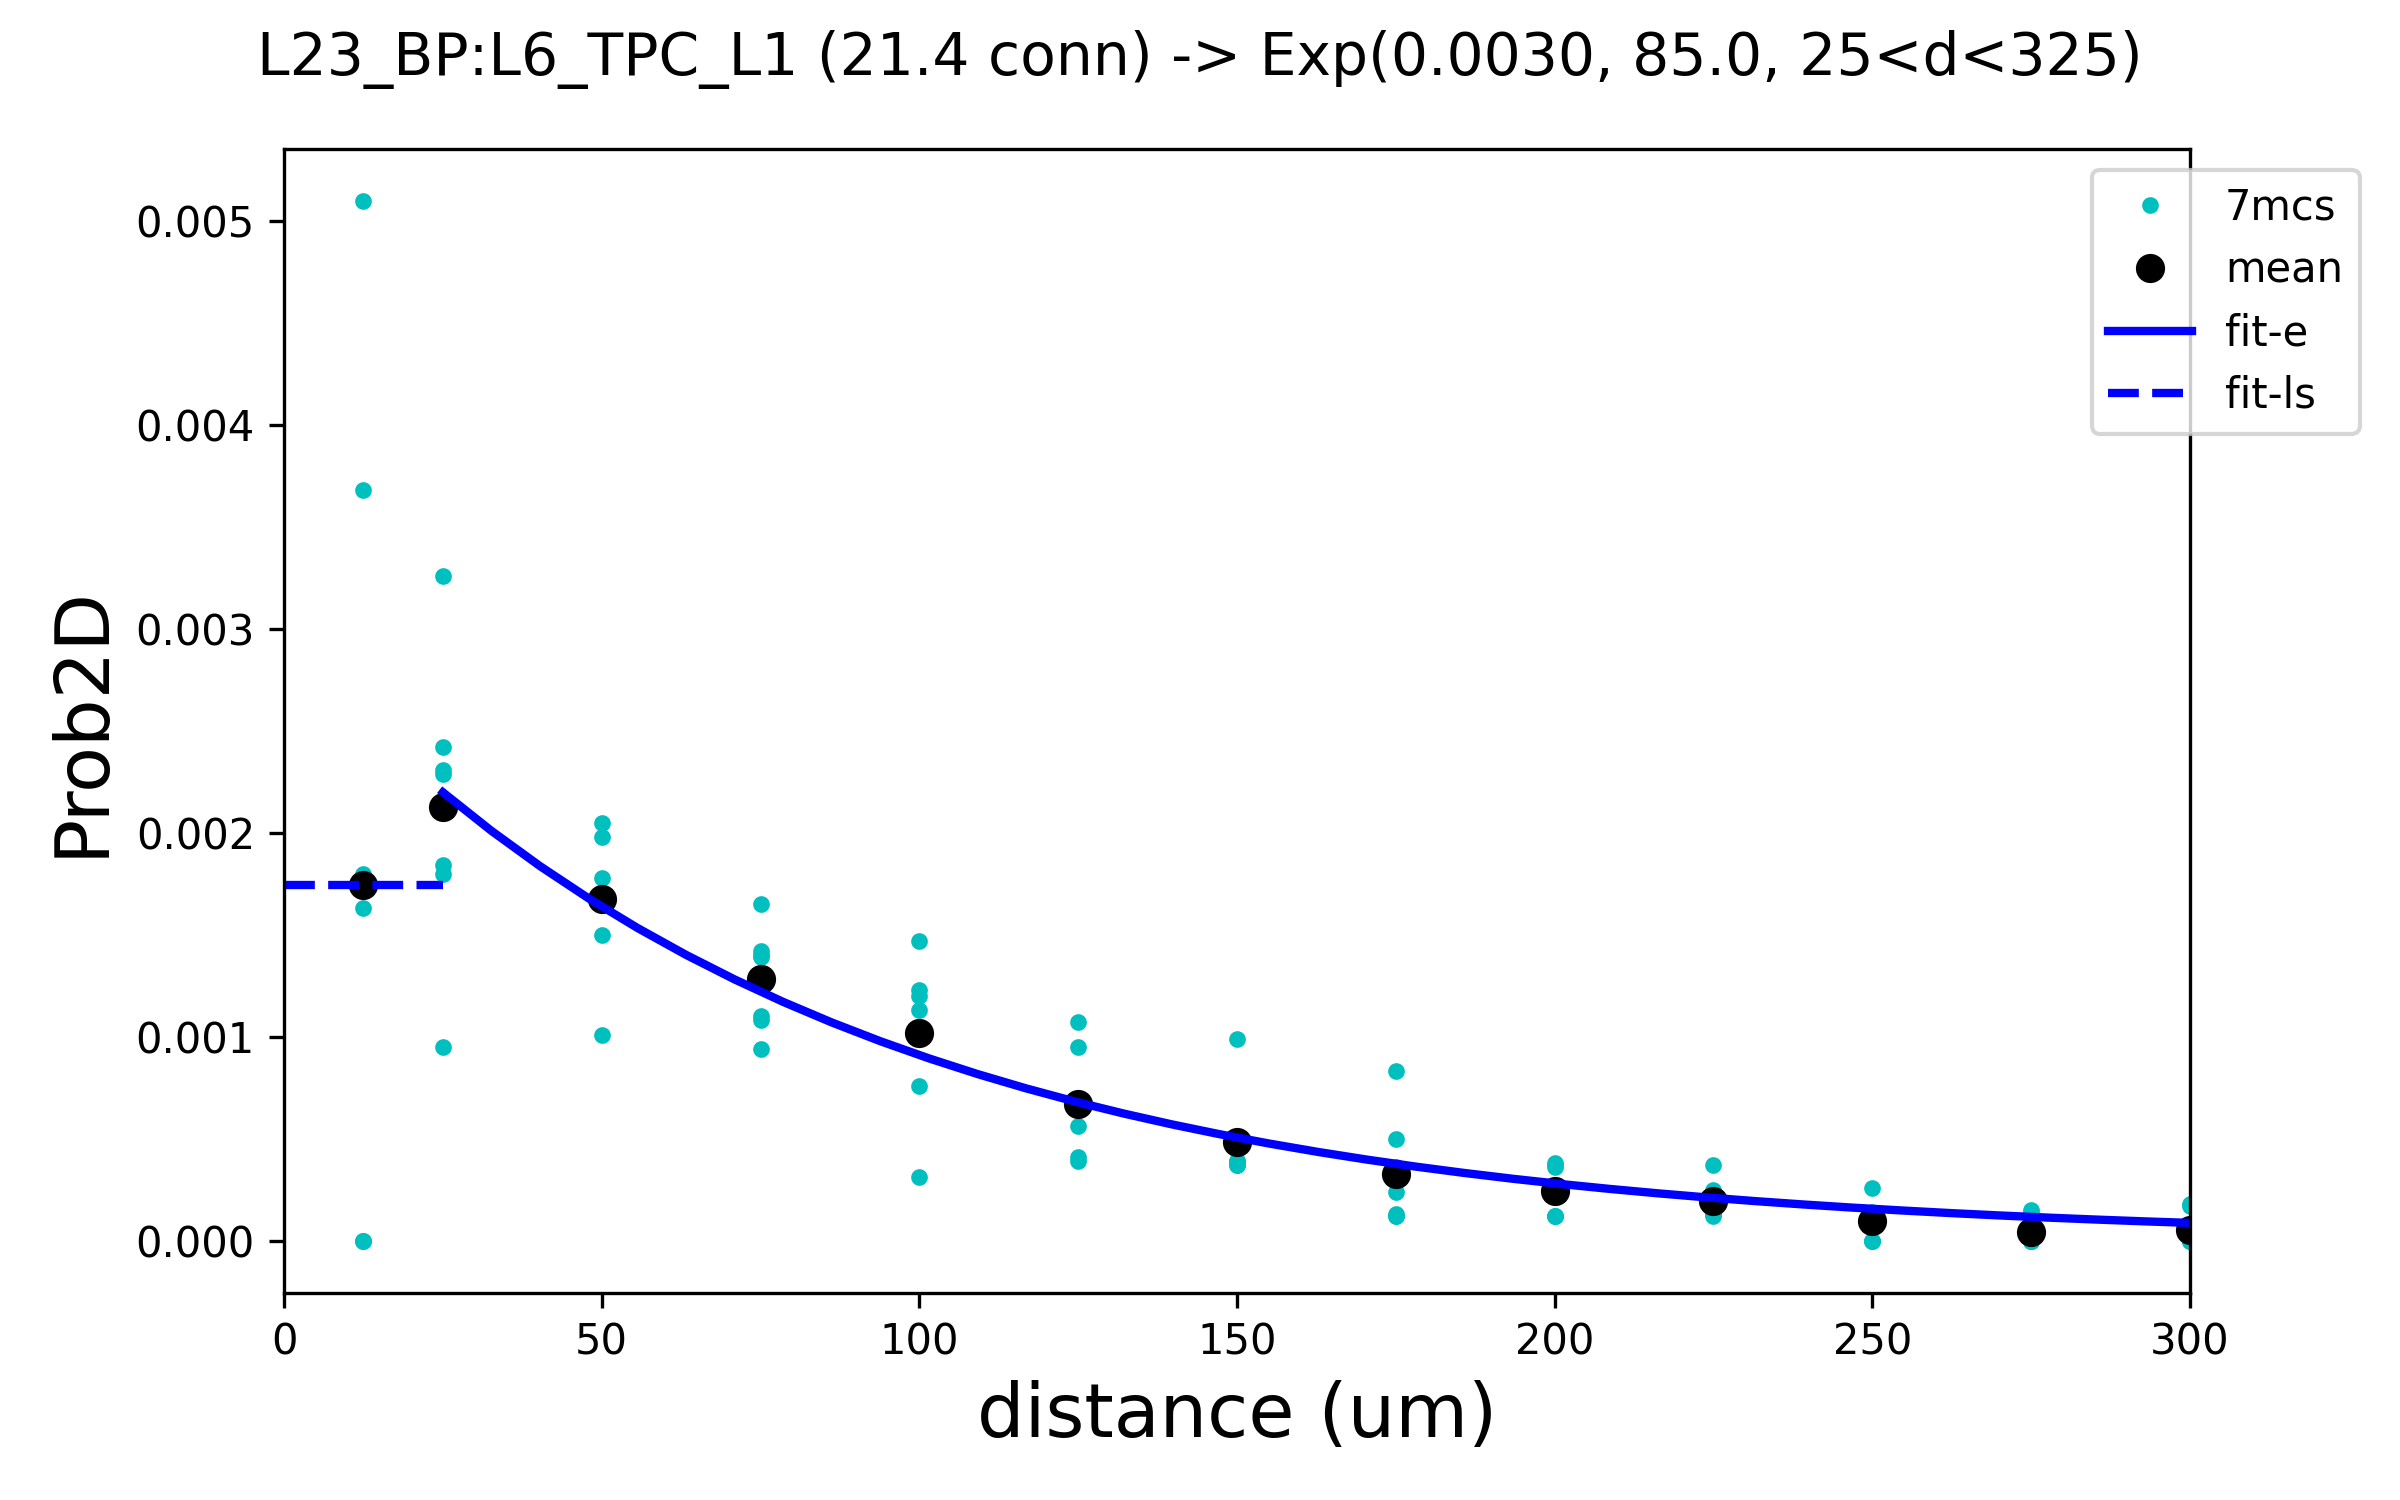 L23_BP:L6_TPC_L1 (21.4 conn) -> Exp(0.0030, 85.0, 25<d<325)
7mcs
mean
fit-e
fit-ls
Prob2D
0.005
0.004
0.003
0.002
0.001
0.000
0 50 100 150 200 250 300
distance (um)